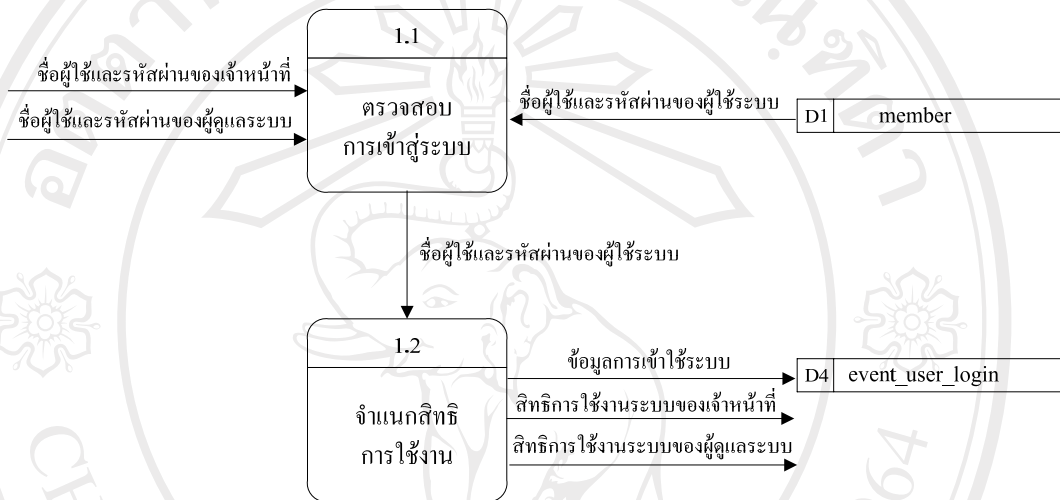 1.1
ชื่อผู้ใช้และรหัสผ่านของเจ้าหน้าที่
ชื่อผู้ใช้และรหัสผ่านของผู้ดูแลระบบ
ตรวจสอบ
การเข้าสู่ระบบ
ชื่อผู้ใช้และรหัสผ่านของผู้ใช้ระบบ
D1 member
ชื่อผู้ใช้และรหัสผ่านของผู้ใช้ระบบ
1.2
จำแนกสิทธิ
การใช้งาน
ข้อมูลการเข้าใช้ระบบ
D4 event_user_login
สิทธิการใช้งานระบบของเจ้าหน้าที่
สิทธิการใช้งานระบบของผู้ดูแลระบบ